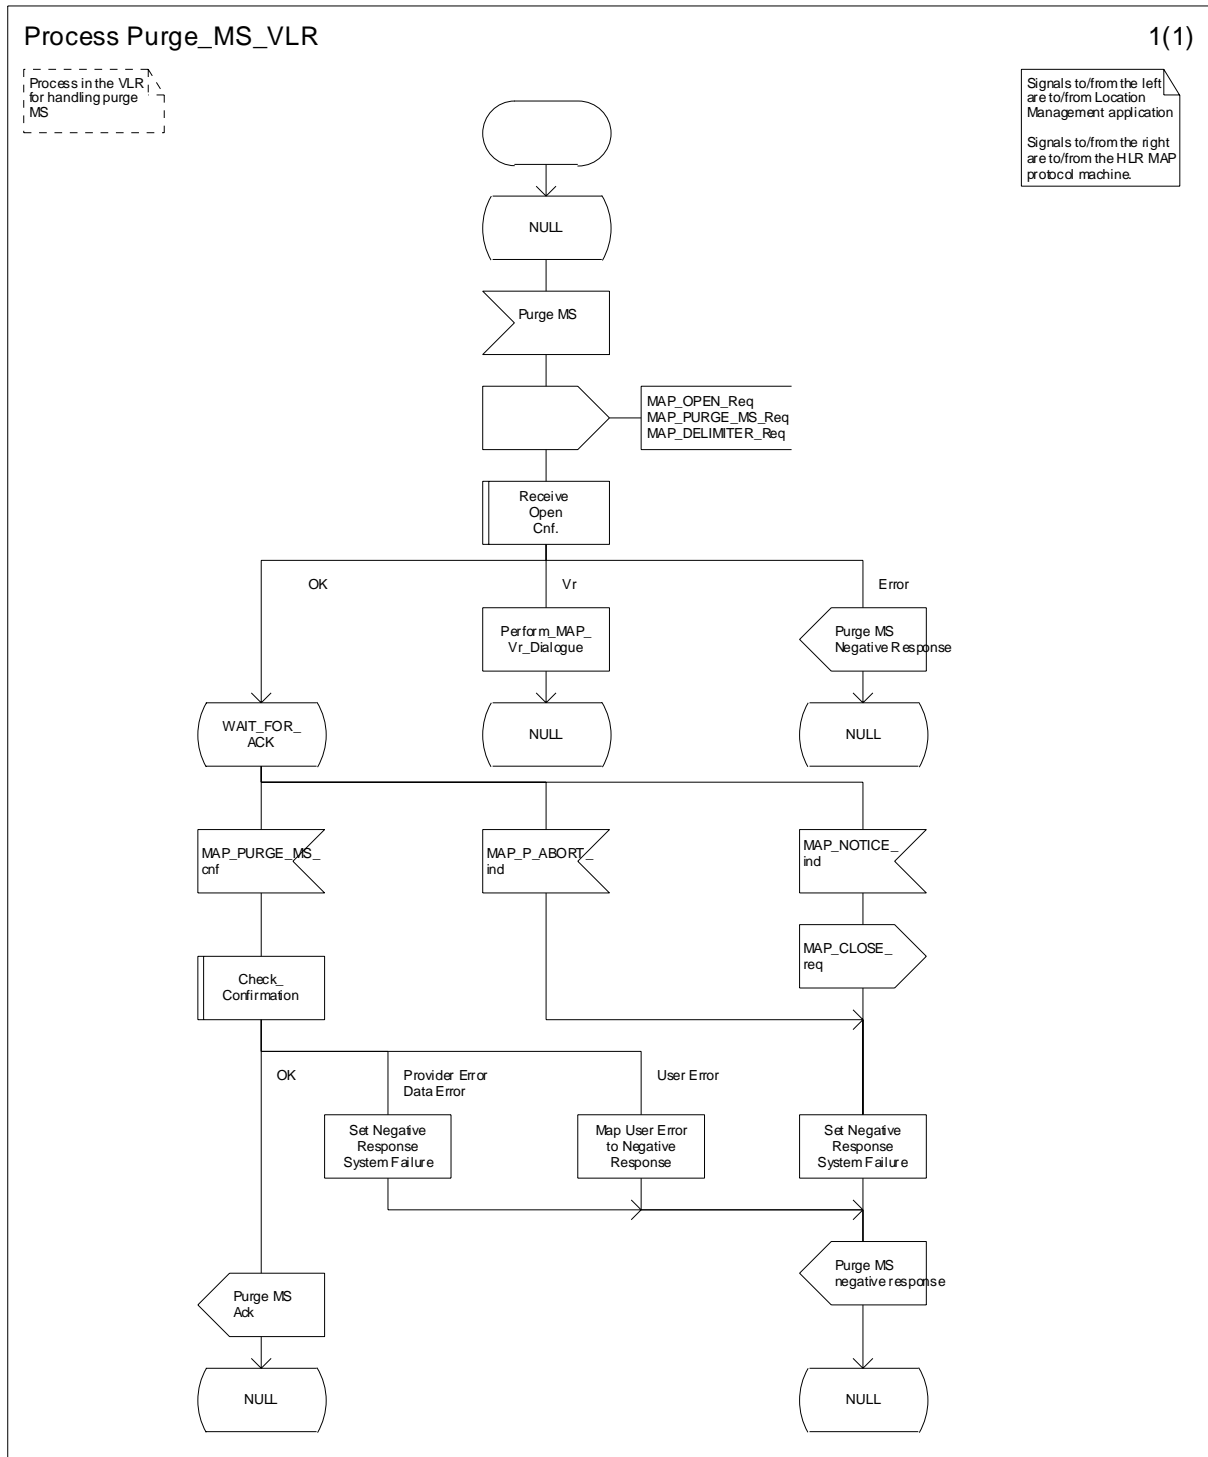 Process Purge_MS_VLR
1(1)
Process in the VLR
for handling purge
MS
Signals to/from the left
are to/from Location
Management application
Signals to/from the right
are to/from the HLR MAP
protocol machine.
NULL
Purge MS
MAP_OPEN_Req
MAP_PURGE_MS_Req
MAP_DELIMITER_Req
Receive
Open
Cnf.
OK
Vr
Error
Perform_MAP_
Vr_Dialogue
Purge MS
Negative Response
WAIT_FOR_
ACK
NULL
NULL
MAP_PURGE_MS_
cnf
MAP_P_ABORT_
ind
MAP_NOTICE_
ind
MAP_CLOSE_
req
Check_
Confirmation
OK
Provider Error
Data Error
User Error
Set Negative
Response
System Failure
Map User Error
to Negative
Response
Set Negative
Response
System Failure
Purge MS
negative response
Purge MS
Ack
NULL
NULL